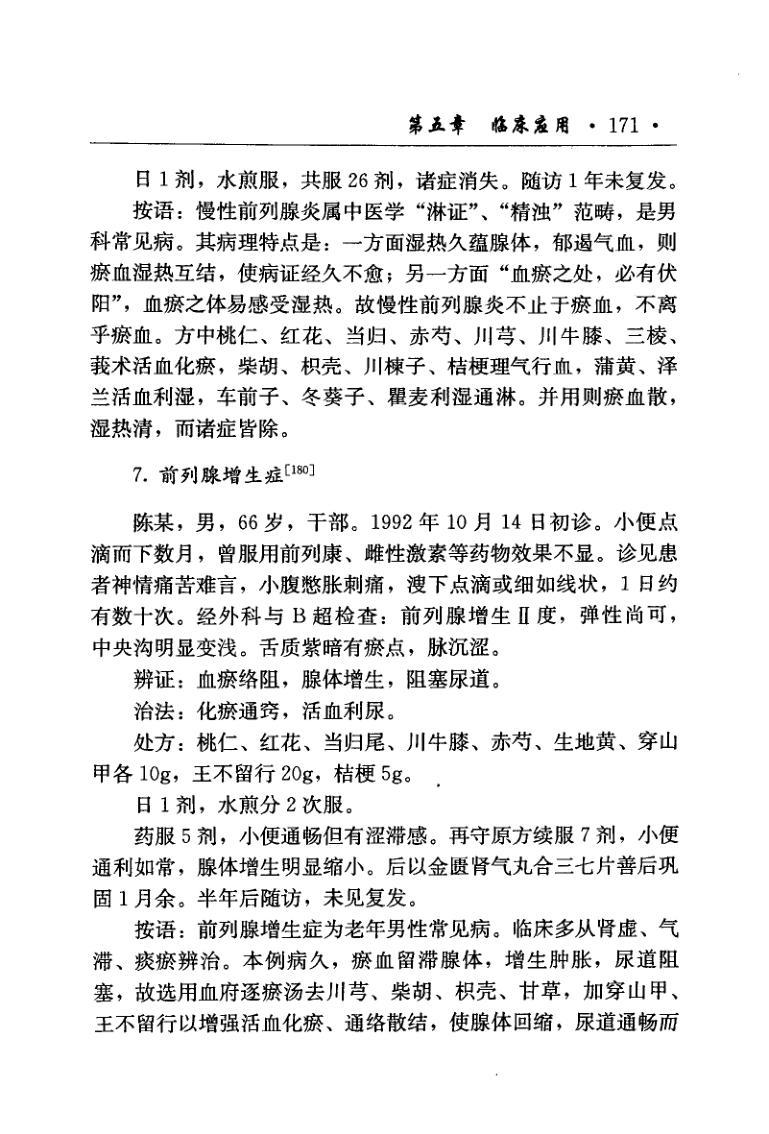 第五章 临床应用 · 171 ·
日1剂，水煎服，共服26剂，诸症消失。随访1年未复发。
按语：慢性前列腺炎属中医学“淋证”、“精浊”范畴，是男
科常见病。其病理特点是：一方面湿热久蕴腺体，郁遏气血，则
瘀血湿热互结，使病证经久不愈；另一方面“血瘀之处，必有伏
阳”，血瘀之体易感受湿热。故慢性前列腺炎不止于瘀血，不离
乎瘀血。方中桃仁、红花、当归、赤芍、川芎、川牛膝、三棱、
莪术活血化瘀，柴胡、枳壳、川楝子、桔梗理气行血，蒲黄、泽
兰活血利湿，车前子、冬葵子、瞿麦利湿通淋。并用则瘀血散，
湿热清，而诸症皆除。
7. 前列腺增生症[180]
陈某，男，66岁，干部。1992年10月14日初诊。小便点
滴而下数月，曾服用前列康、雌性激素等药物效果不显。诊见患
者神情痛苦难言，小腹憋胀刺痛，溲下点滴或细如线状，1日约
有数十次。经外科与B超检查：前列腺增生Ⅱ度，弹性尚可，
中央沟明显变浅。舌质紫暗有瘀点，脉沉涩。
辨证：血瘀络阻，腺体增生，阻塞尿道。
治法：化瘀通窍，活血利尿。
处方：桃仁、红花、当归尾、川牛膝、赤芍、生地黄、穿山
甲各10g，王不留行20g，桔梗5g。
日1剂，水煎分2次服。
药服5剂，小便通畅但有涩滞感。再守原方续服7剂，小便
通利如常，腺体增生明显缩小。后以金匮肾气丸合三七片善后巩
固1月余。半年后随访，未见复发。
按语：前列腺增生症为老年男性常见病。临床多从肾虚、气
滞、痰瘀辨治。本例病久，瘀血留滞腺体，增生肿胀，尿道阻
塞，故选用血府逐瘀汤去川芎、柴胡、枳壳、甘草，加穿山甲、
王不留行以增强活血化瘀、通络散结，使腺体回缩，尿道通畅而